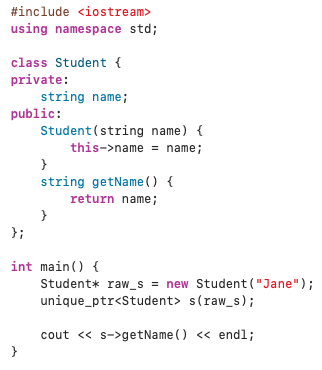 #include <iostream>
using namespace std;

class Student {
private:
    string name;
public:
    Student(string name) {
        this->name = name;
    }
    string getName() {
        return name;
    }
};

int main() {
    Student* raw_s = new Student("Jane");
    unique_ptr<Student> s(raw_s);

    cout << s->getName() << endl;
}